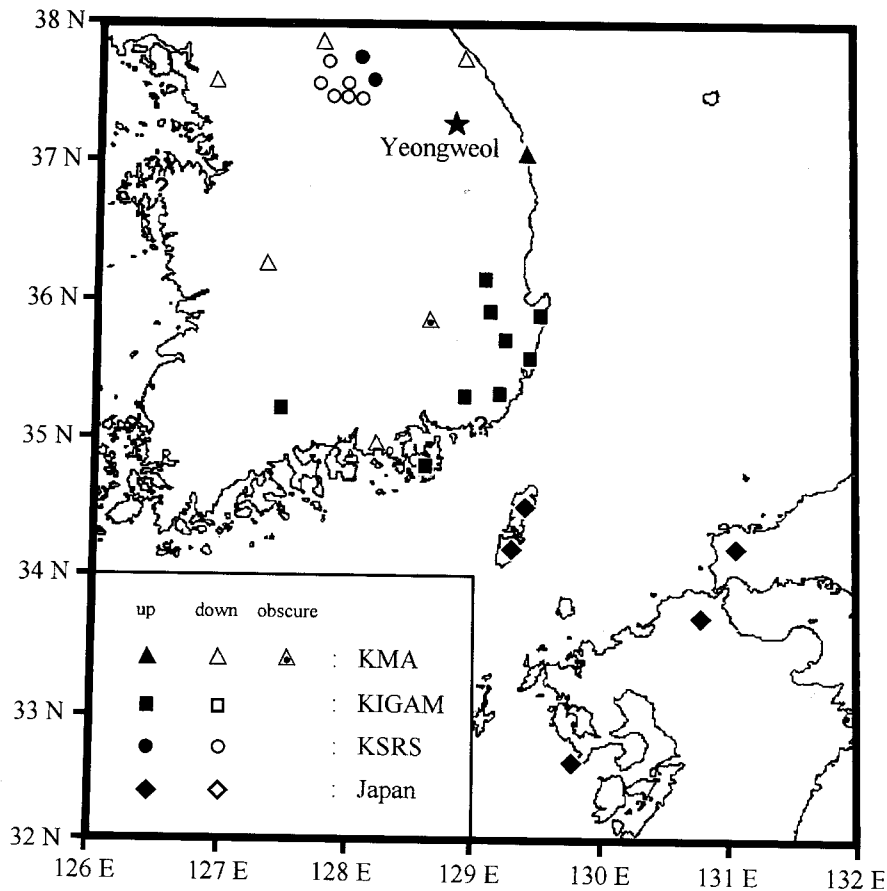 38 N
Yeongweol
37 N
?
36 N
35 N
?
34 N
up down obscure
: KMA
33 N
: KIGAM
: KSRS
: Japan
32 N
126 E 127 E 128 E 129 E 130 E 131 E 132 E